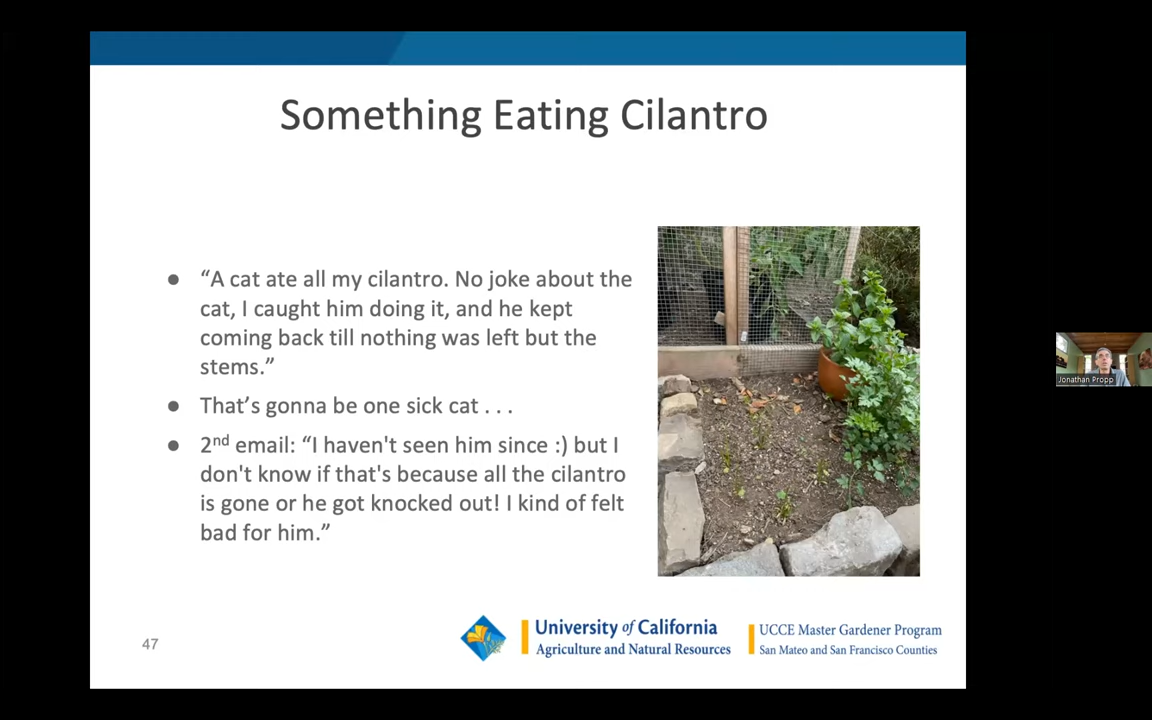 Something Eating Cilantro
● “A cat ate all my cilantro. No joke about the
cat, I caught him doing it, and he kept
coming back till nothing was left but the
stems.”
● That’s gonna be one sick cat . . .
● 2nd email: “I haven't seen him since :) but I
don't know if that's because all the cilantro
is gone or he got knocked out! I kind of felt
bad for him.”
Jonathan Propp
47
University of California
Agriculture and Natural Resources
UCCE Master Gardener Program
San Mateo and San Francisco Counties